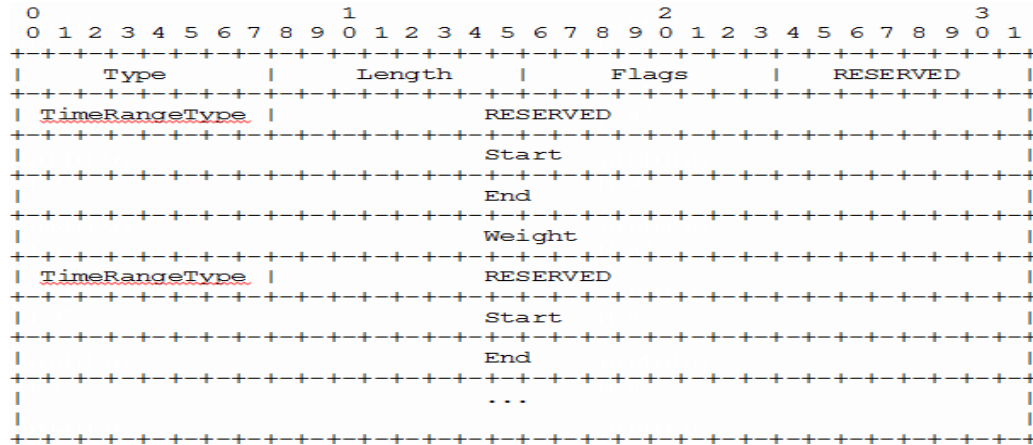 0                   1                   2                   3
0 1 2 3 4 5 6 7 8 9 0 1 2 3 4 5 6 7 8 9 0 1 2 3 4 5 6 7 8 9 0 1
+-+-+-+-+-+-+-+-+-+-+-+-+-+-+-+-+-+-+-+-+-+-+-+-+-+-+-+-+-+-+-+-+
| Type | Length | Flags | RESERVED |
+-+-+-+-+-+-+-+-+-+-+-+-+-+-+-+-+-+-+-+-+-+-+-+-+-+-+-+-+-+-+-+-+
| TimeRangeType | RESERVED |
+-+-+-+-+-+-+-+-+-+-+-+-+-+-+-+-+-+-+-+-+-+-+-+-+-+-+-+-+-+-+-+-+
| Start |
+-+-+-+-+-+-+-+-+-+-+-+-+-+-+-+-+-+-+-+-+-+-+-+-+-+-+-+-+-+-+-+-+
| End |
+-+-+-+-+-+-+-+-+-+-+-+-+-+-+-+-+-+-+-+-+-+-+-+-+-+-+-+-+-+-+-+-+
| Weight |
+-+-+-+-+-+-+-+-+-+-+-+-+-+-+-+-+-+-+-+-+-+-+-+-+-+-+-+-+-+-+-+-+
| TimeRangeType | RESERVED |
+-+-+-+-+-+-+-+-+-+-+-+-+-+-+-+-+-+-+-+-+-+-+-+-+-+-+-+-+-+-+-+-+
| Start |
+-+-+-+-+-+-+-+-+-+-+-+-+-+-+-+-+-+-+-+-+-+-+-+-+-+-+-+-+-+-+-+-+
| End |
+-+-+-+-+-+-+-+-+-+-+-+-+-+-+-+-+-+-+-+-+-+-+-+-+-+-+-+-+-+-+-+-+
| ... |
| |
+-+-+-+-+-+-+-+-+-+-+-+-+-+-+-+-+-+-+-+-+-+-+-+-+-+-+-+-+-+-+-+-+